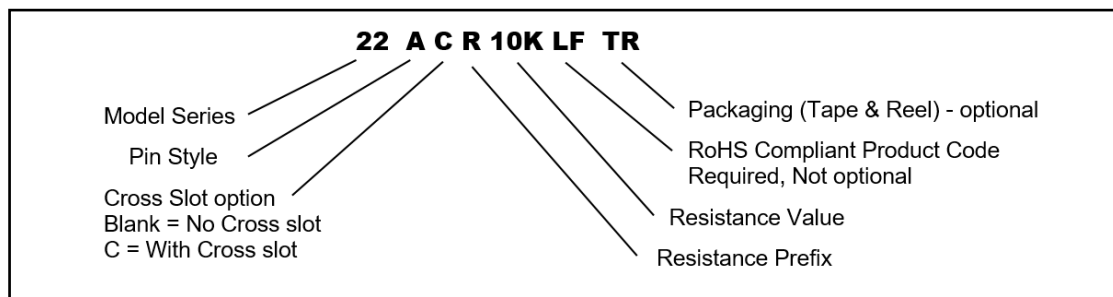 22 A C R 10K LF TR
Model Series
Pin Style
Cross Slot option
Blank = No Cross slot
C = With Cross slot
Packaging (Tape & Reel) - optional
RoHS Compliant Product Code
Required, Not optional
Resistance Value
Resistance Prefix